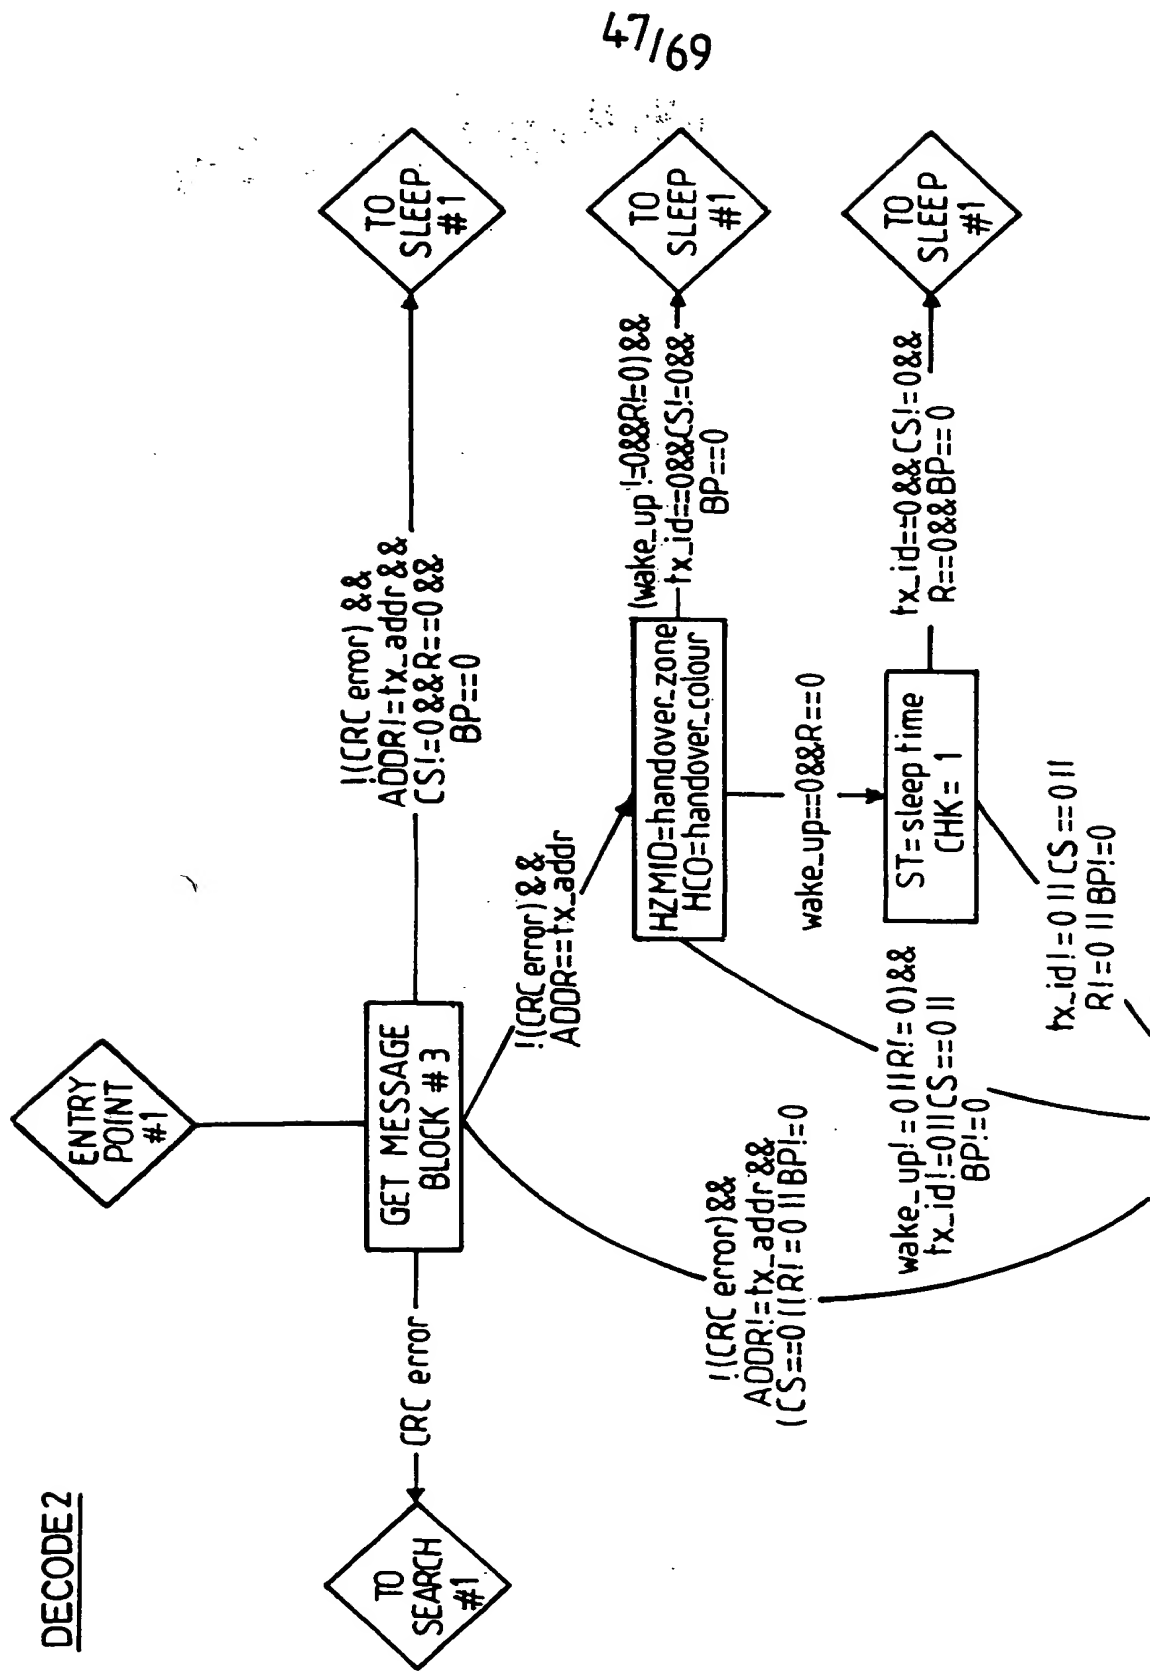 47/69
DECODE2
ENTRY
POINT
#1
GET MESSAGE
BLOCK #3
CRC error
TO
SEARCH
#1
!(CRC error) &&
ADDR!=tx_addr &&
CS!=0&&R==0&&
BP==0
TO
SLEEP
#1
!(CRC error)&&
ADDR==tx_addr
HZMID=handover_zone
HCO=handover_colour
(wake_up!=0&&R!=0)&&
tx_id==0&&CS!=0&&
BP==0
TO
SLEEP
#1
wake_up==0&&R==0
ST=sleep time
CHK=1
tx_id==0&&CS!=0&&
R==0&&BP==0
TO
SLEEP
#1
!(CRC error)&&
ADDR!=tx_addr&&
(CS==0||(R!=0||BP!=0
wake_up!=0||R!=0)&&
tx_id!=0||CS==0||
BP!=0
tx_id!=0||CS==0||
R!=0||BP!=0